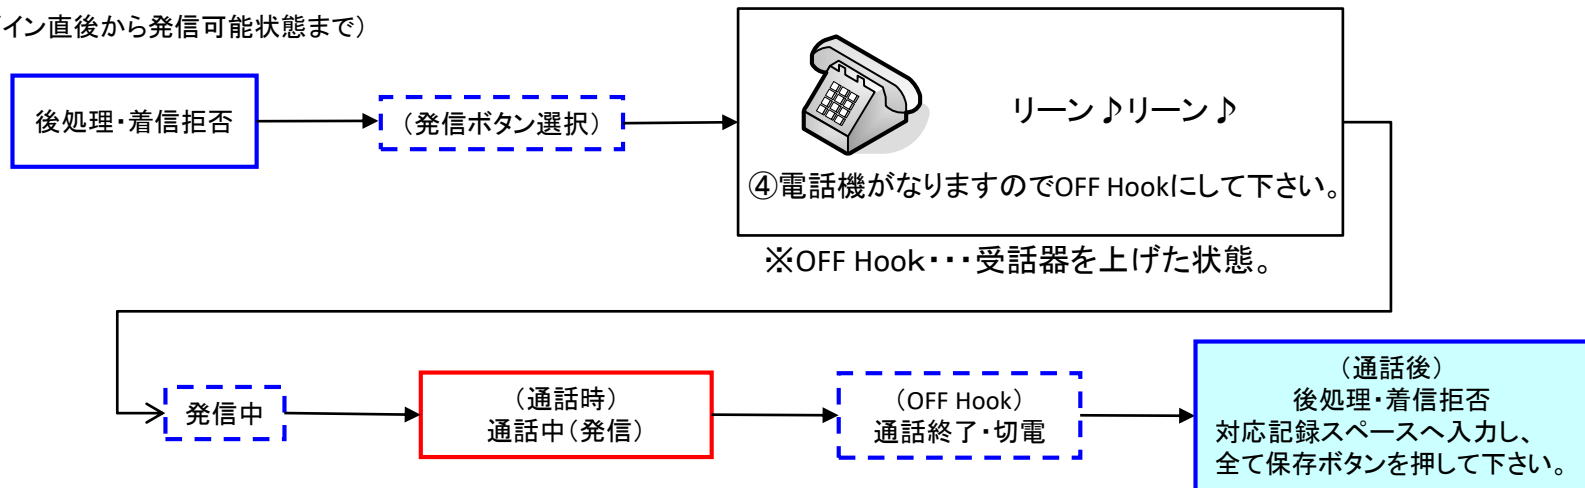 イン直後から発信可能状態まで）
後処理・着信拒否
（発信ボタン選択）
リーン♪リーン♪
④電話機がなりますのでOFF Hookにして下さい。
※OFF Hook・・・受話器を上げた状態。
発信中
（通話時）
通話中（発信）
（OFF Hook）
通話終了・切電
（通話後）
後処理・着信拒否
対応記録スペースへ入力し、
全て保存ボタンを押して下さい。